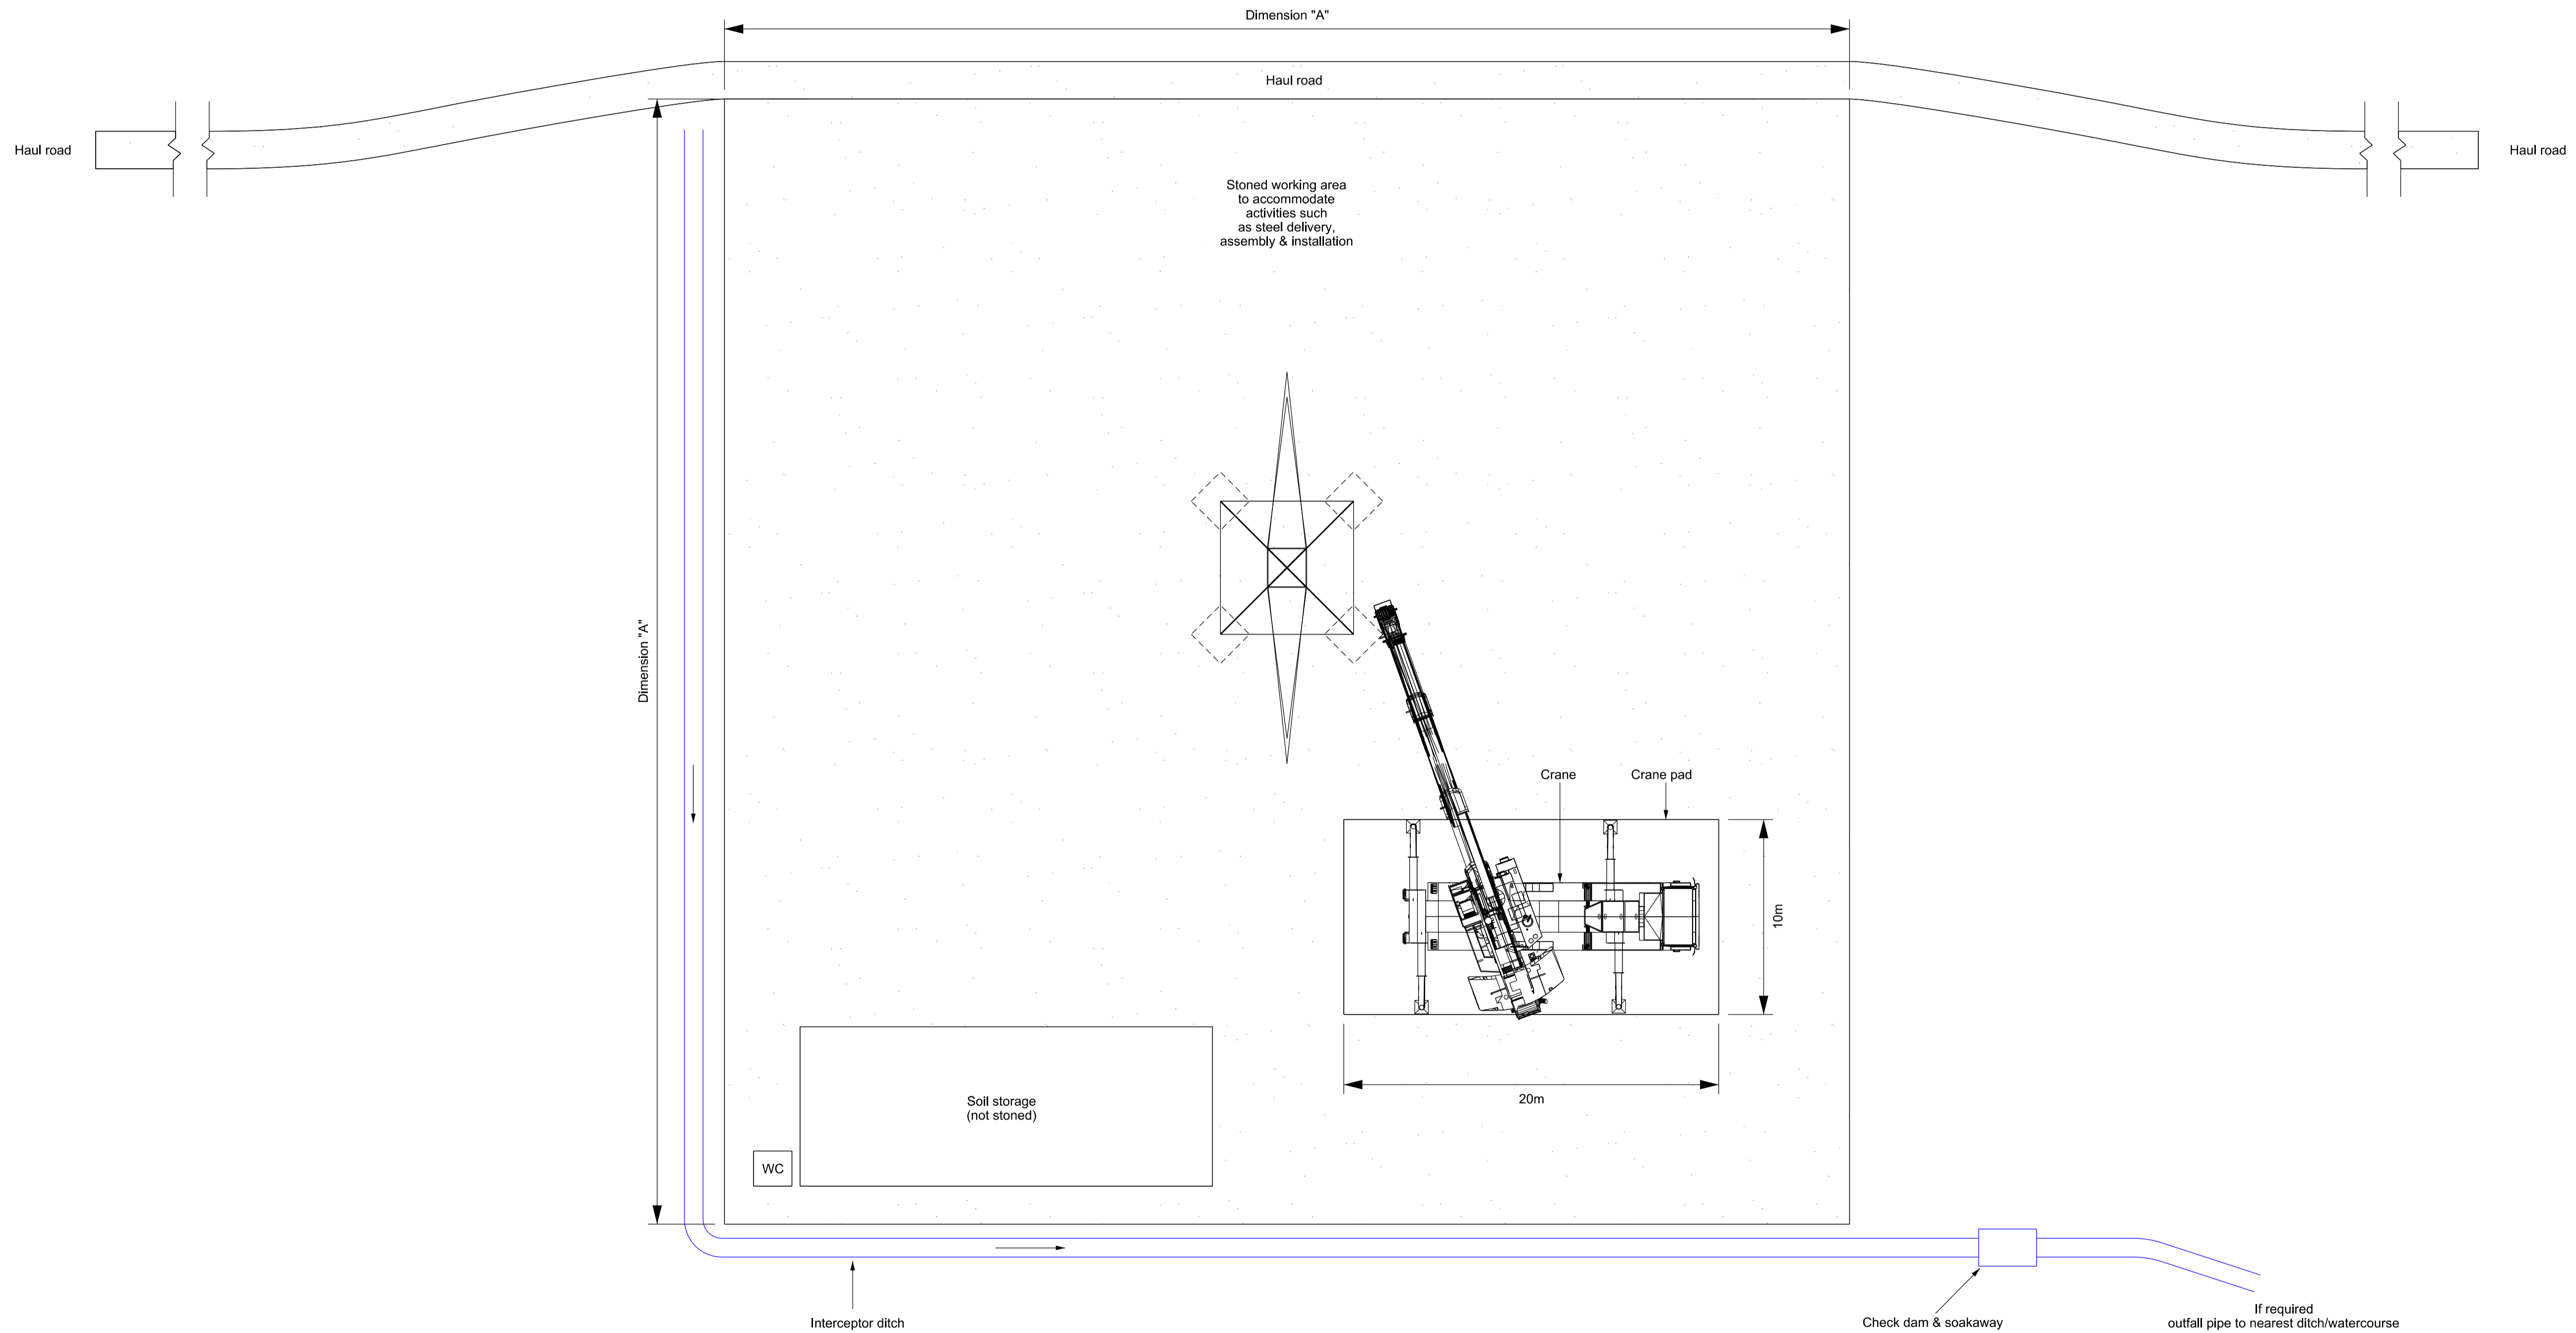 Dimension "A"
Haul road
Haul road
Haul road
Stoned working area
to accommodate
activities such
as steel delivery,
assembly & installation
Dimension "A"
Crane
Crane pad
10m
20m
Soil storage
(not stoned)
WC
Interceptor ditch
Check dam & soakaway
If required
outfall pipe to nearest ditch/watercourse